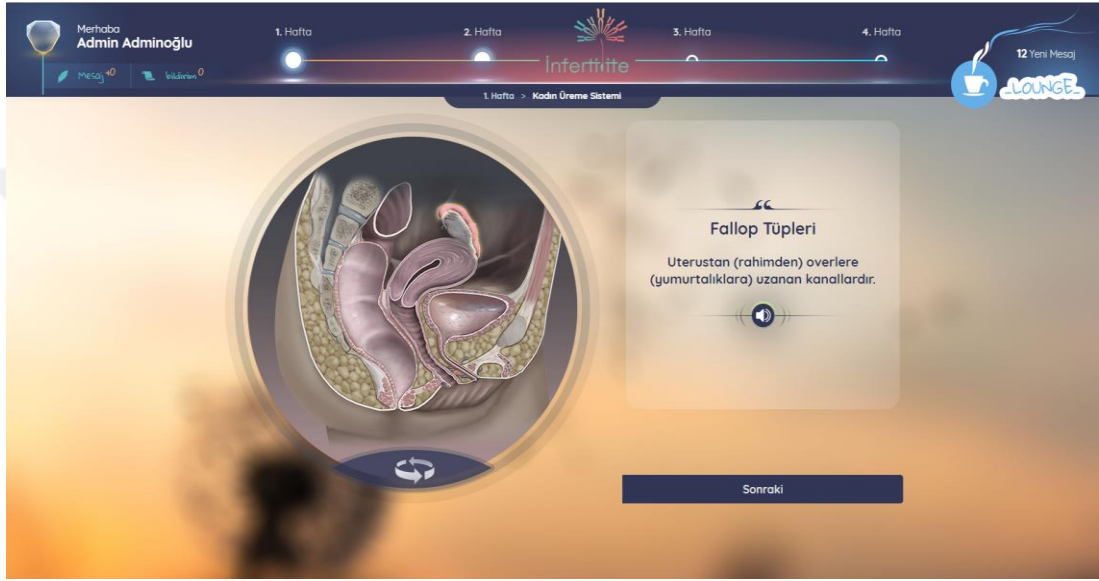 Merhaba
Admin Adminoğlu
Mesaj +0
bildirim 0
1. Hafta
2. Hafta
İnfertilite
3. Hafta
4. Hafta
12 Yeni Mesaj
LOUNGE
1. Hafta > Kadın Üreme Sistemi
Fallop Tüpleri
Uterustan (rahimden) overlere
(yumurtalıklara) uzanan kanallardır.
Sonraki